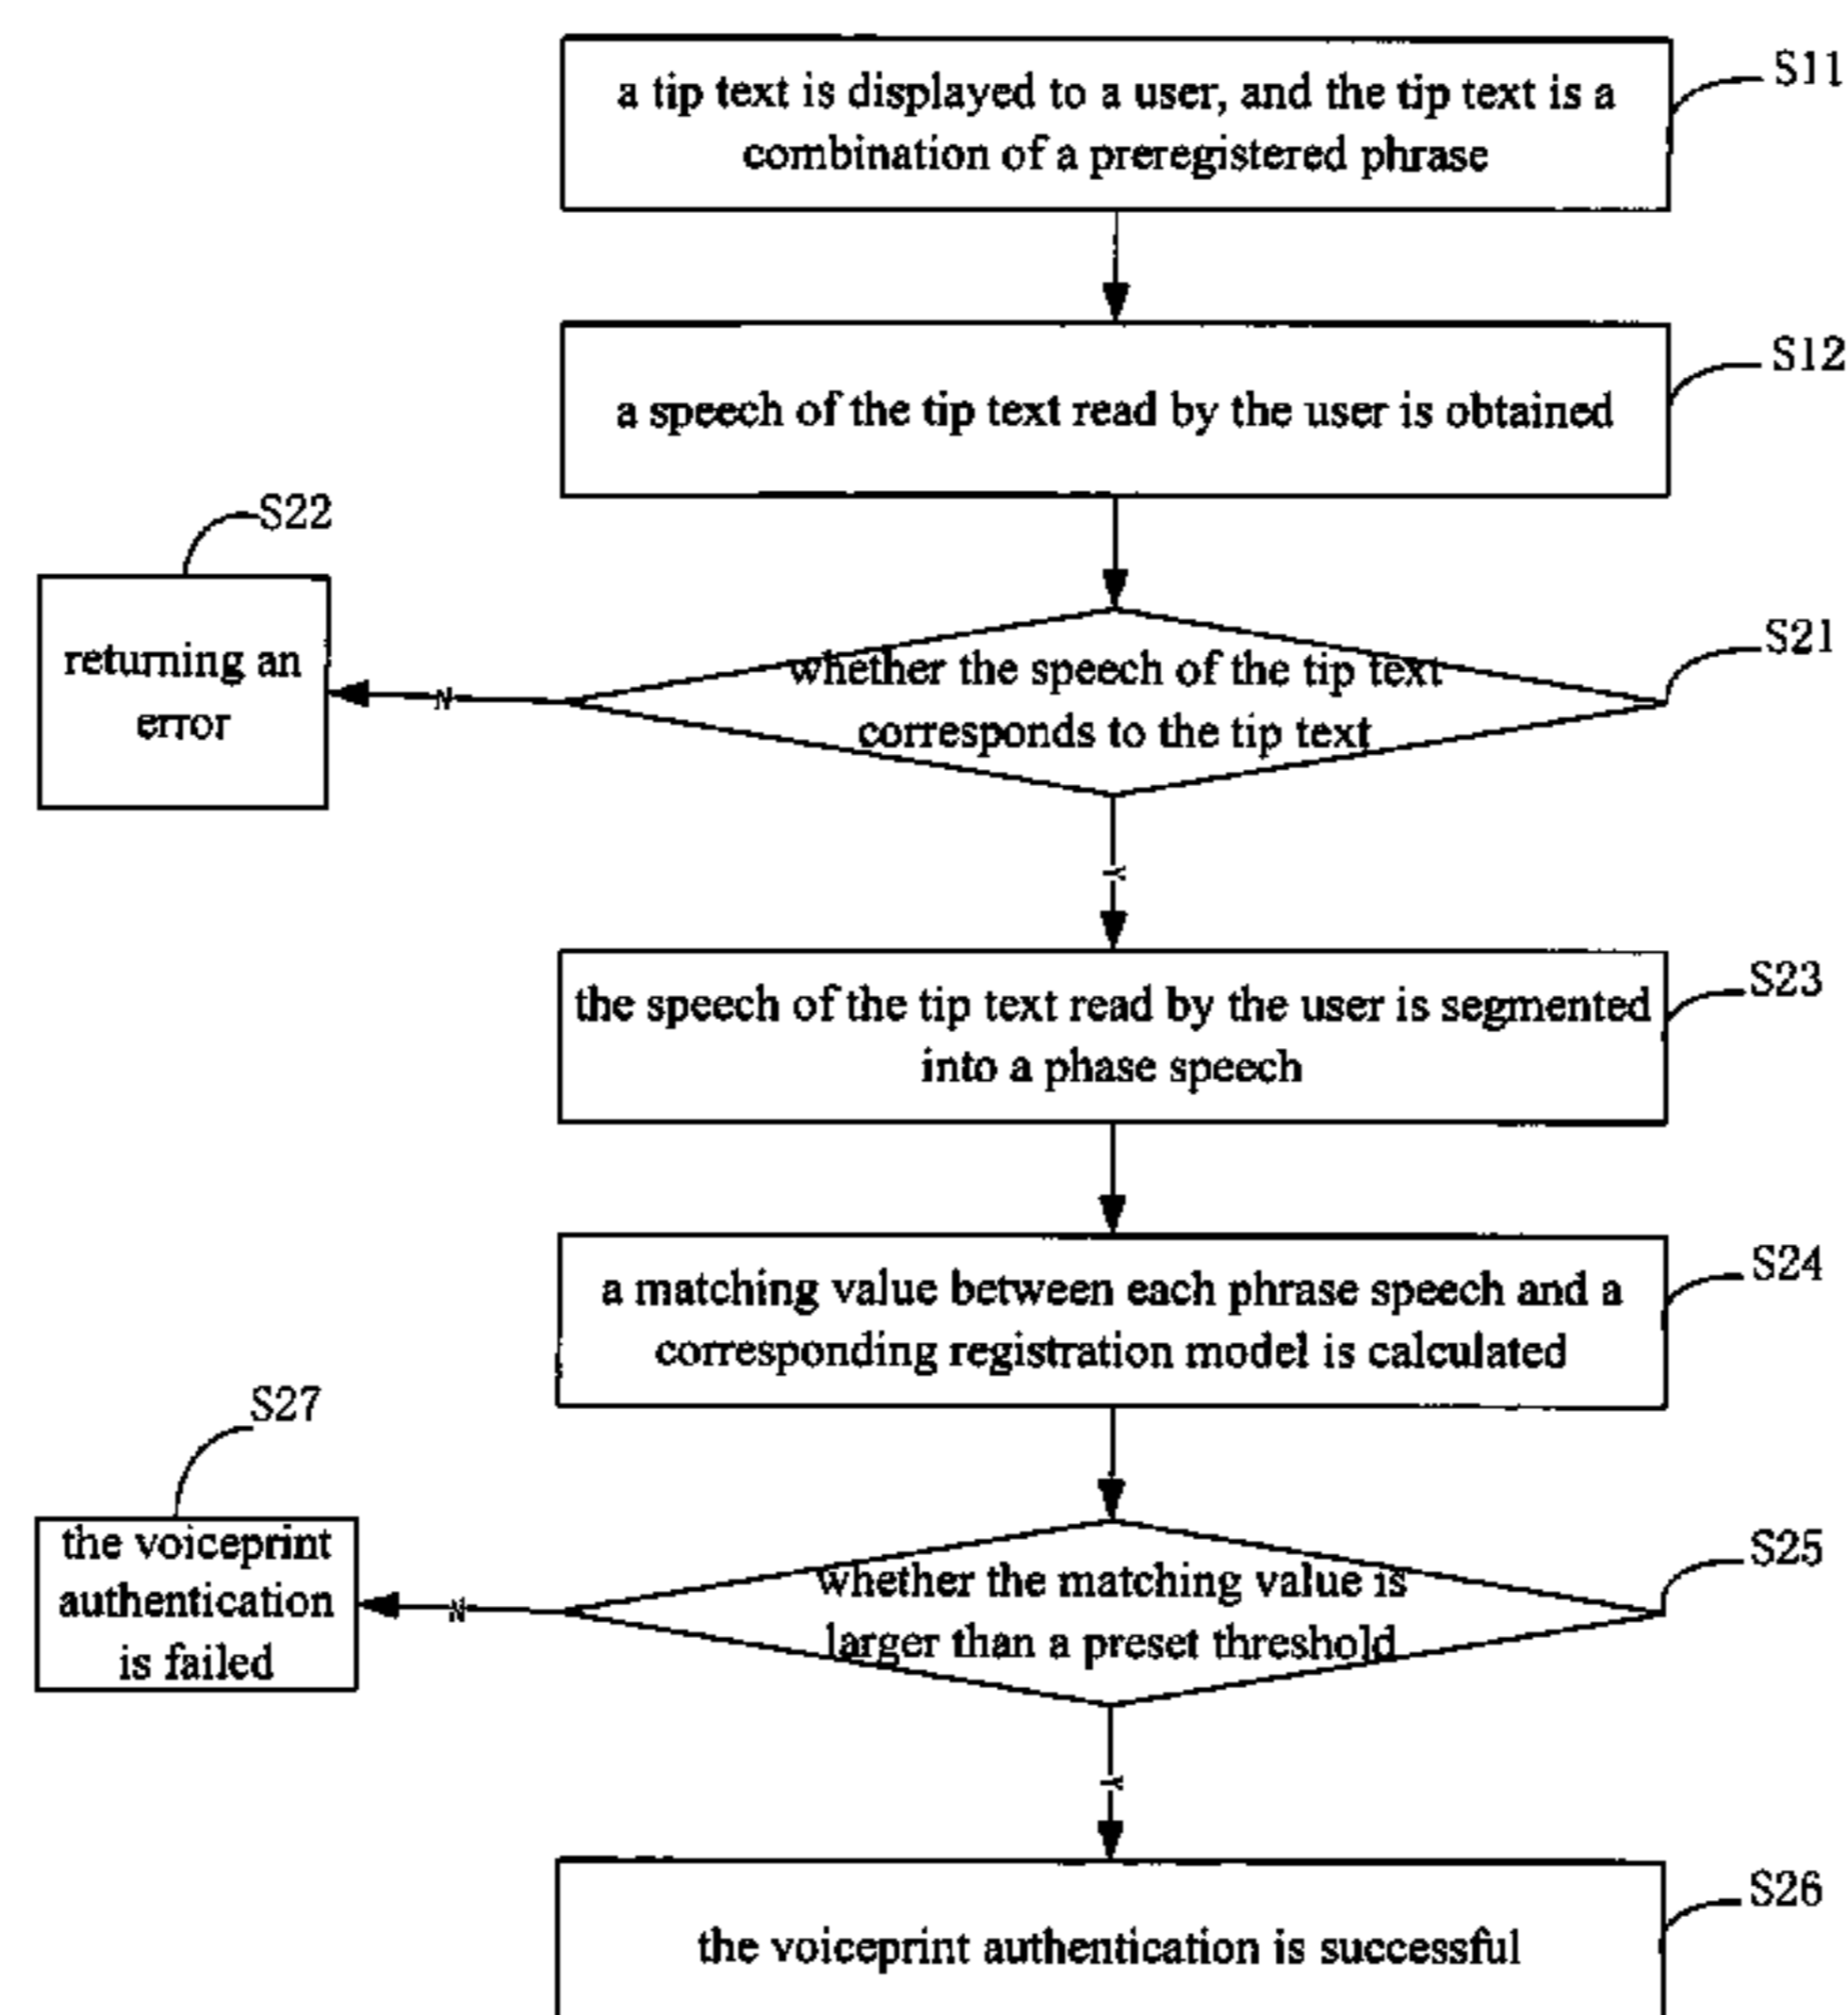 a tip text is displayed to a user, and the tip text is a
combination of a preregistered phrase
S11
a speech of the tip text read by the user is obtained
S12
S22
returning an
error
N
whether the speech of the tip text
corresponds to the tip text
S21
Y
the speech of the tip text read by the user is segmented
into a phase speech
S23
a matching value between each phrase speech and a
corresponding registration model is calculated
S24
S27
the voiceprint
authentication
is failed
N
whether the matching value is
larger than a preset threshold
S25
Y
the voiceprint authentication is successful
S26